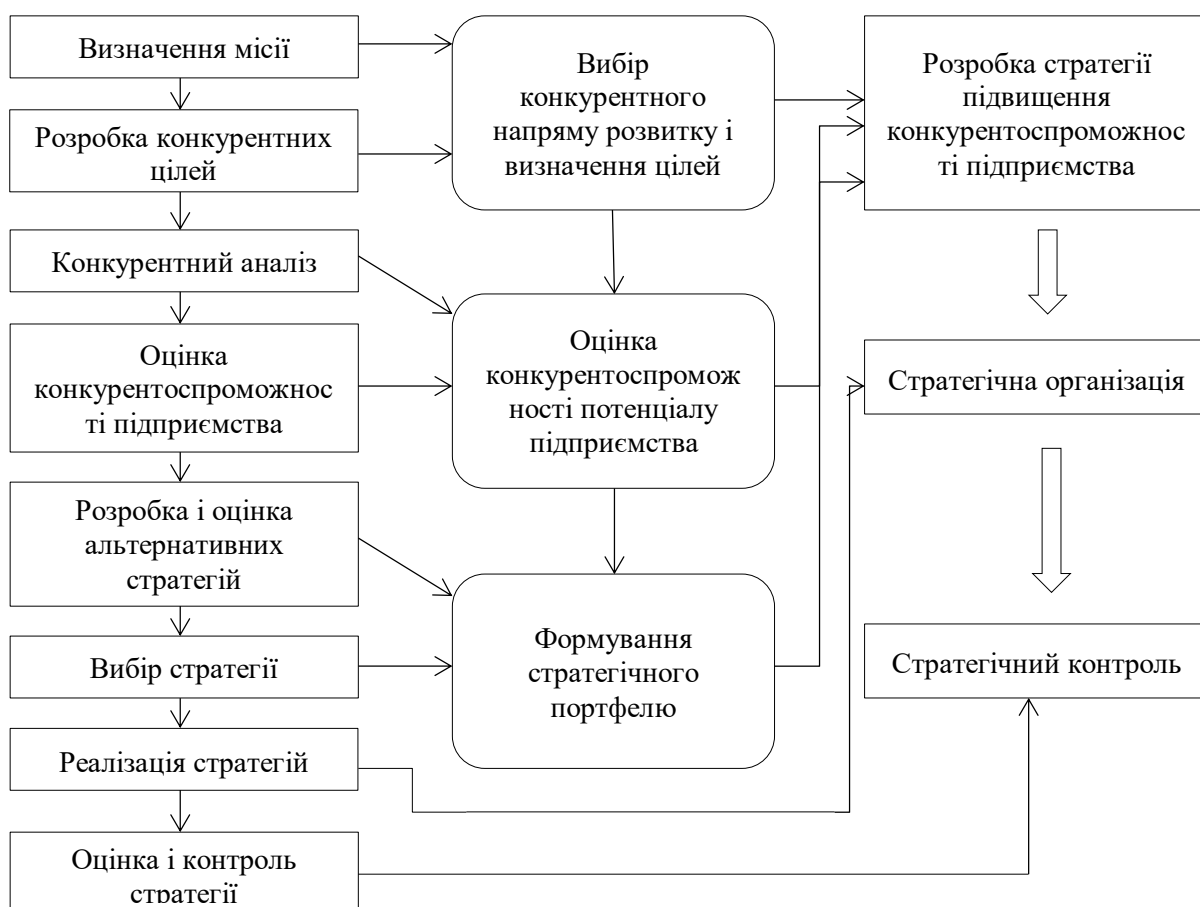 Визначення місії
Розробка конкурентних
цілей
Конкурентний аналіз
Оцінка
конкурентоспроможнос
ті підприємства
Розробка і оцінка
альтернативних
стратегій
Вибір стратегії
Реалізація стратегій
Оцінка і контроль
стратегії
Вибір
конкурентного
напряму розвитку і
визначення цілей
Оцінка
конкурентоспромож
ності потенціалу
підприємства
Формування
стратегічного
портфелю
Розробка стратегії
підвищення
конкурентоспроможнос
ті підприємства
Стратегічна організація
Стратегічний контроль